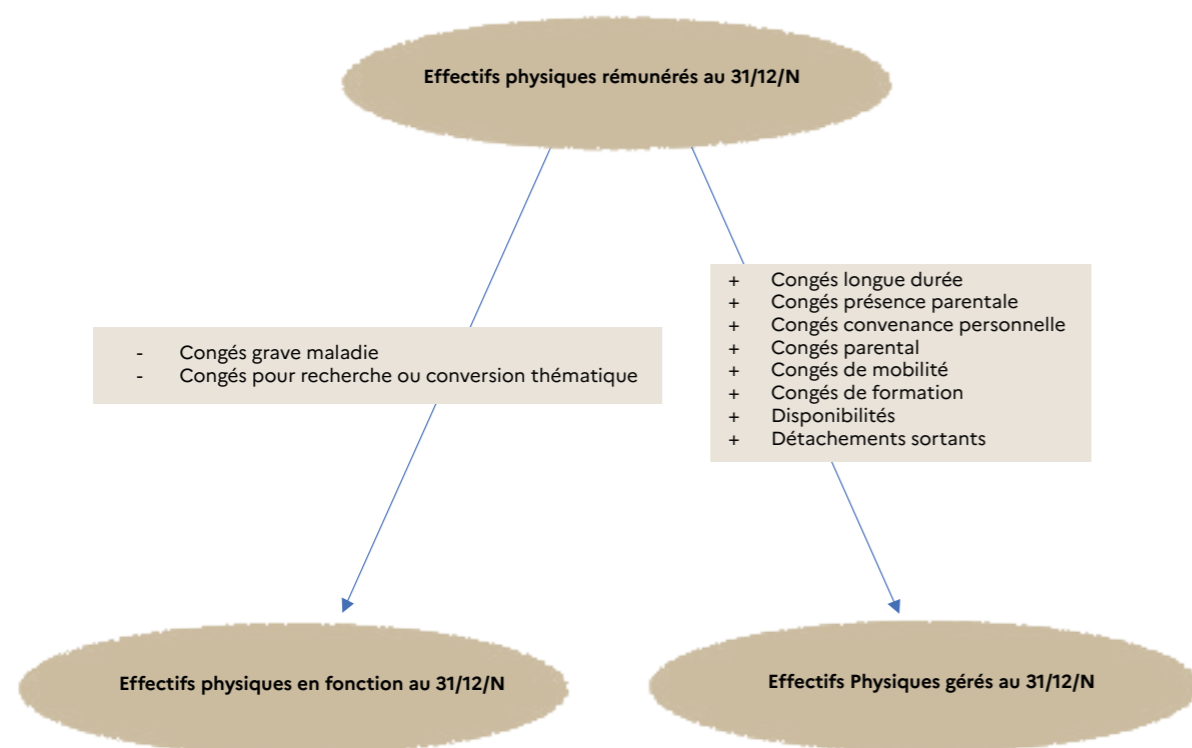 Effectifs physiques rémunérés au 31/12/N
- Congés grave maladie
- Congés pour recherche ou conversion thématique
+ Congés longue durée
+ Congés présence parentale
+ Congés convenance personnelle
+ Congés parental
+ Congés de mobilité
+ Congés de formation
+ Disponibilités
+ Détachements sortants
Effectifs physiques en fonction au 31/12/N
Effectifs Physiques gérés au 31/12/N